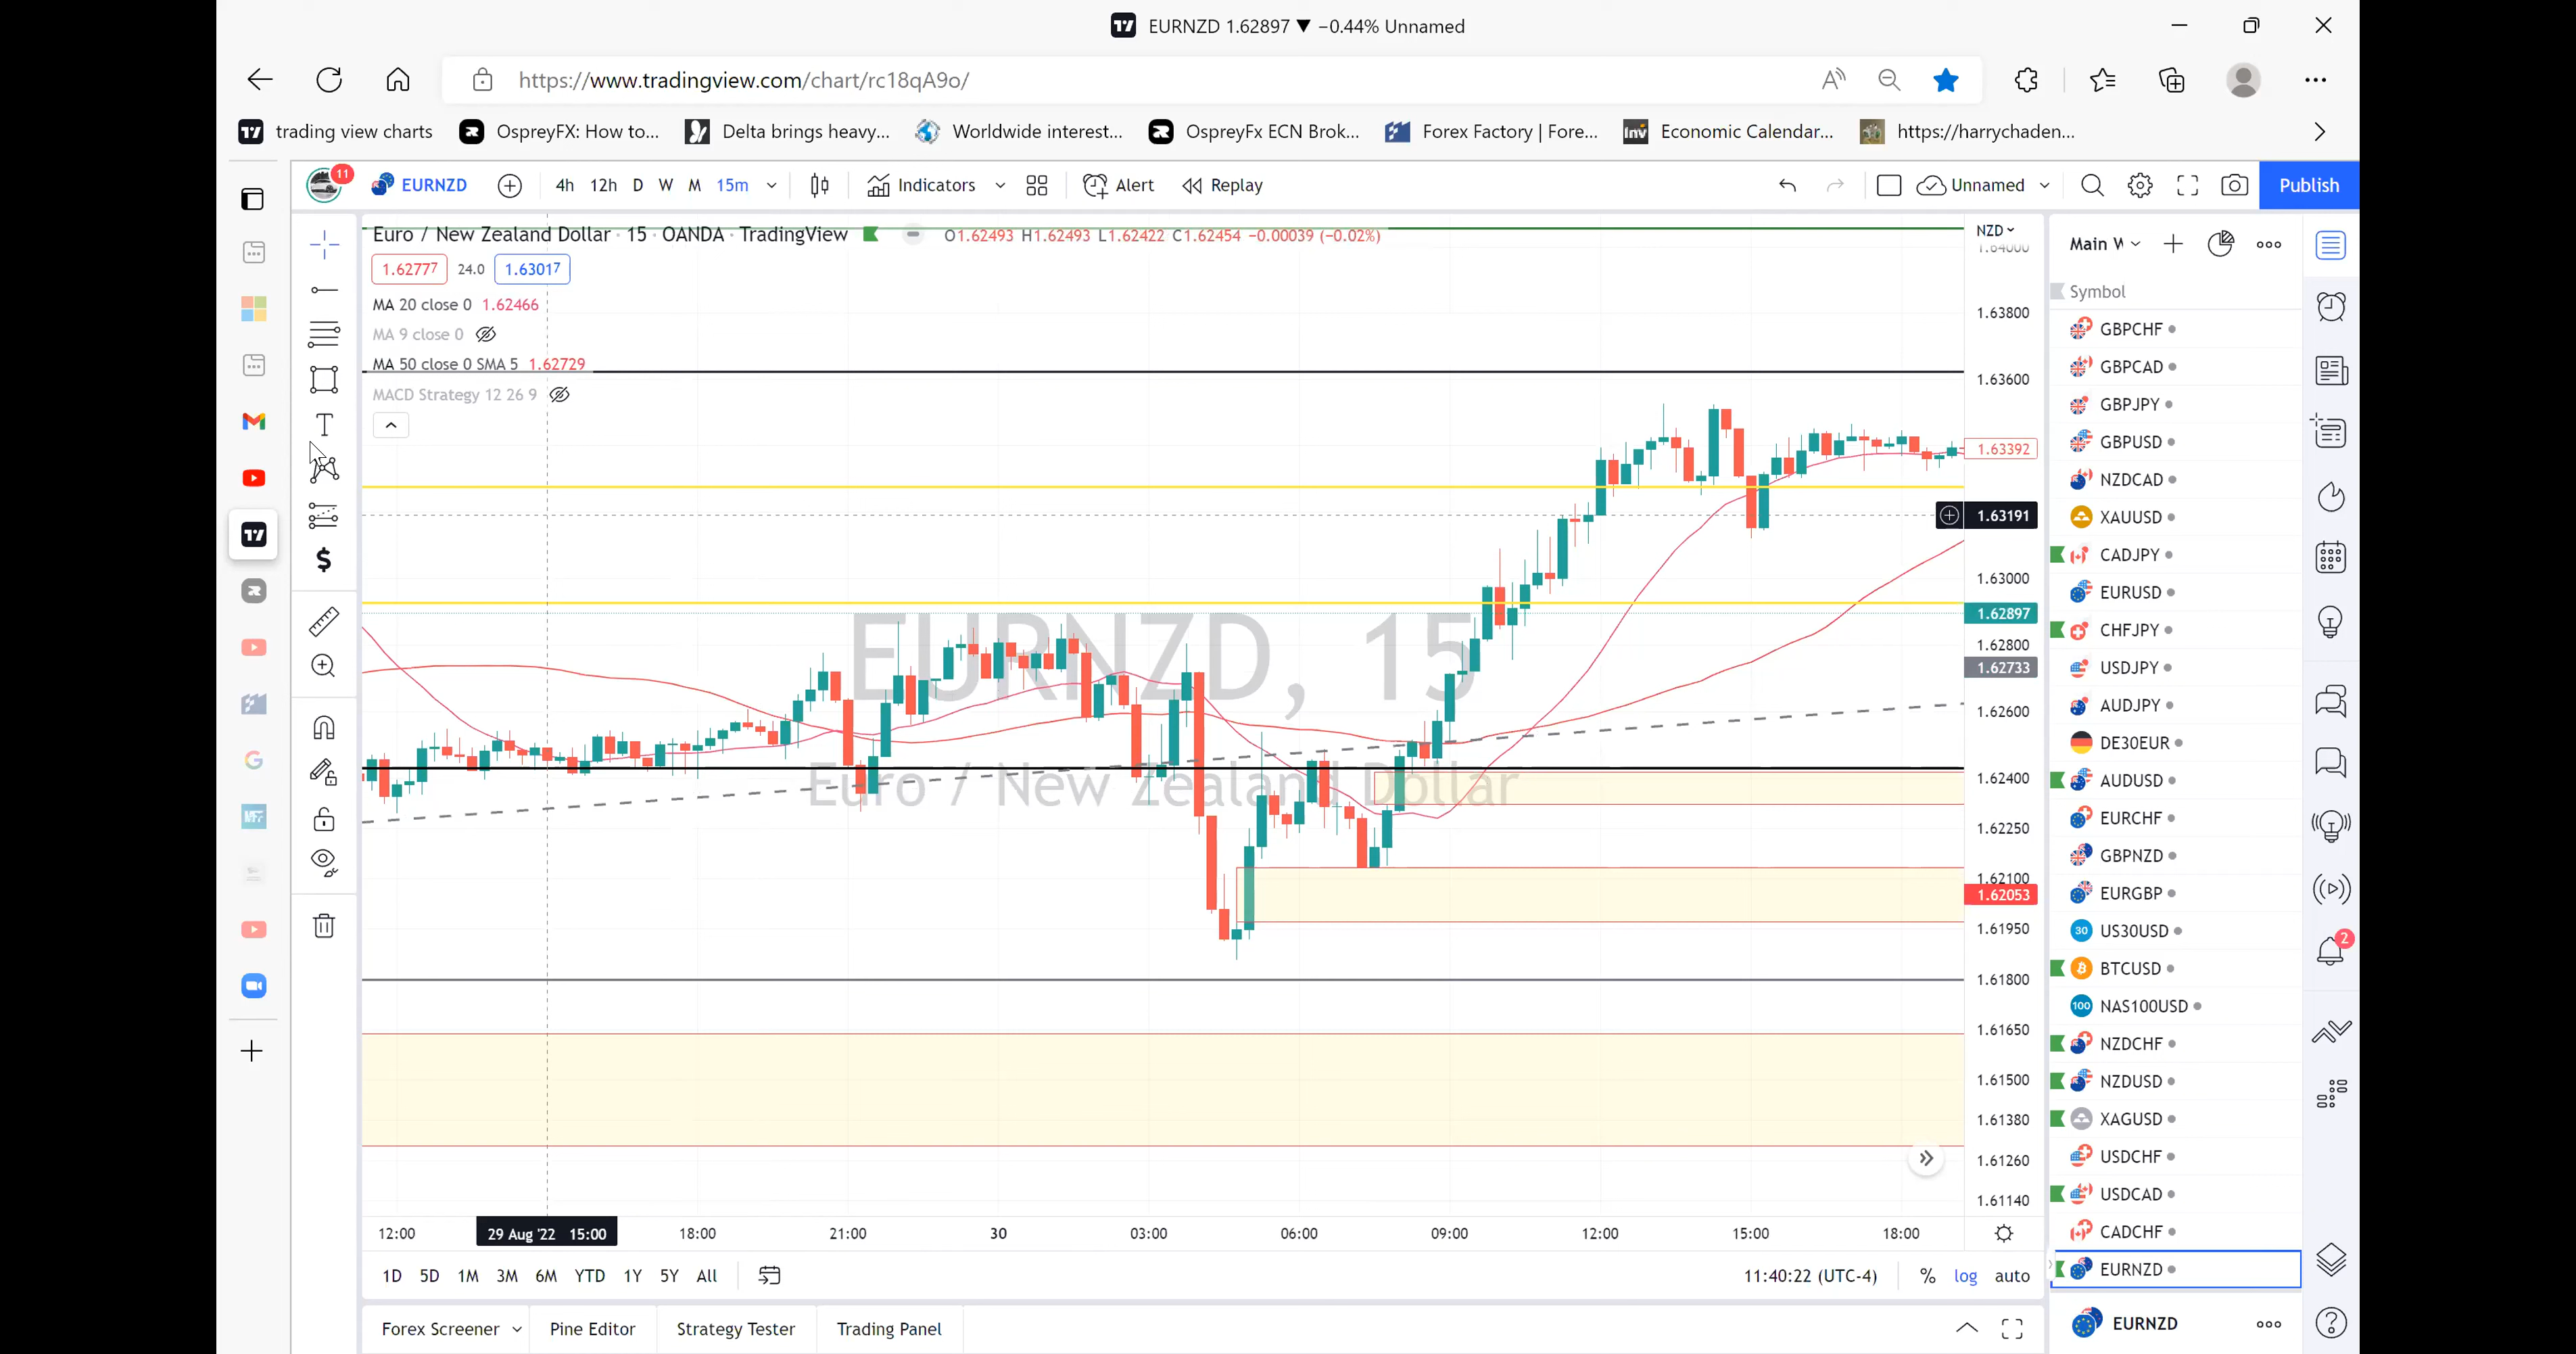 EURNZD 1.62897 ▼ −0.44% Unnamed
https://www.tradingview.com/chart/rc18qA9o/
trading view charts OspreyFX: How to... Delta brings heavy... Worldwide interest... OspreyFx ECN Brok... Forex Factory | Fore... Economic Calendar... https://harrychaden...
11 EURNZD 4h 12h D W M 15m Indicators Alert Replay Unnamed Publish
Euro / New Zealand Dollar · 15 · OANDA · TradingView O1.62493 H1.62493 L1.62422 C1.62454 −0.00039 (−0.02%)
1.62777 24.0 1.63017
MA 20 close 0 1.62466
MA 9 close 0
MA 50 close 0 SMA 5 1.62729
MACD Strategy 12 26 9
EURNZD, 15
Euro / New Zealand Dollar
NZD
1.64000
1.63800
1.63600
1.63392
1.63191
1.63000
1.62897
1.62800
1.62733
1.62600
1.62400
1.62250
1.62100
1.62053
1.61950
1.61800
1.61650
1.61500
1.61380
1.61260
1.61140
12:00 29 Aug '22 15:00 18:00 21:00 30 03:00 06:00 09:00 12:00 15:00 18:00
1D 5D 1M 3M 6M YTD 1Y 5Y All 11:40:22 (UTC-4) % log auto
Forex Screener Pine Editor Strategy Tester Trading Panel
Main
Symbol
GBPCHF
GBPCAD
GBPJPY
GBPUSD
NZDCAD
XAUUSD
CADJPY
EURUSD
CHFJPY
USDJPY
AUDJPY
DE30EUR
AUDUSD
EURCHF
GBPNZD
EURGBP
30 US30USD
BTCUSD
100 NAS100USD
NZDCHF
NZDUSD
XAGUSD
USDCHF
USDCAD
CADCHF
EURNZD
EURNZD
2